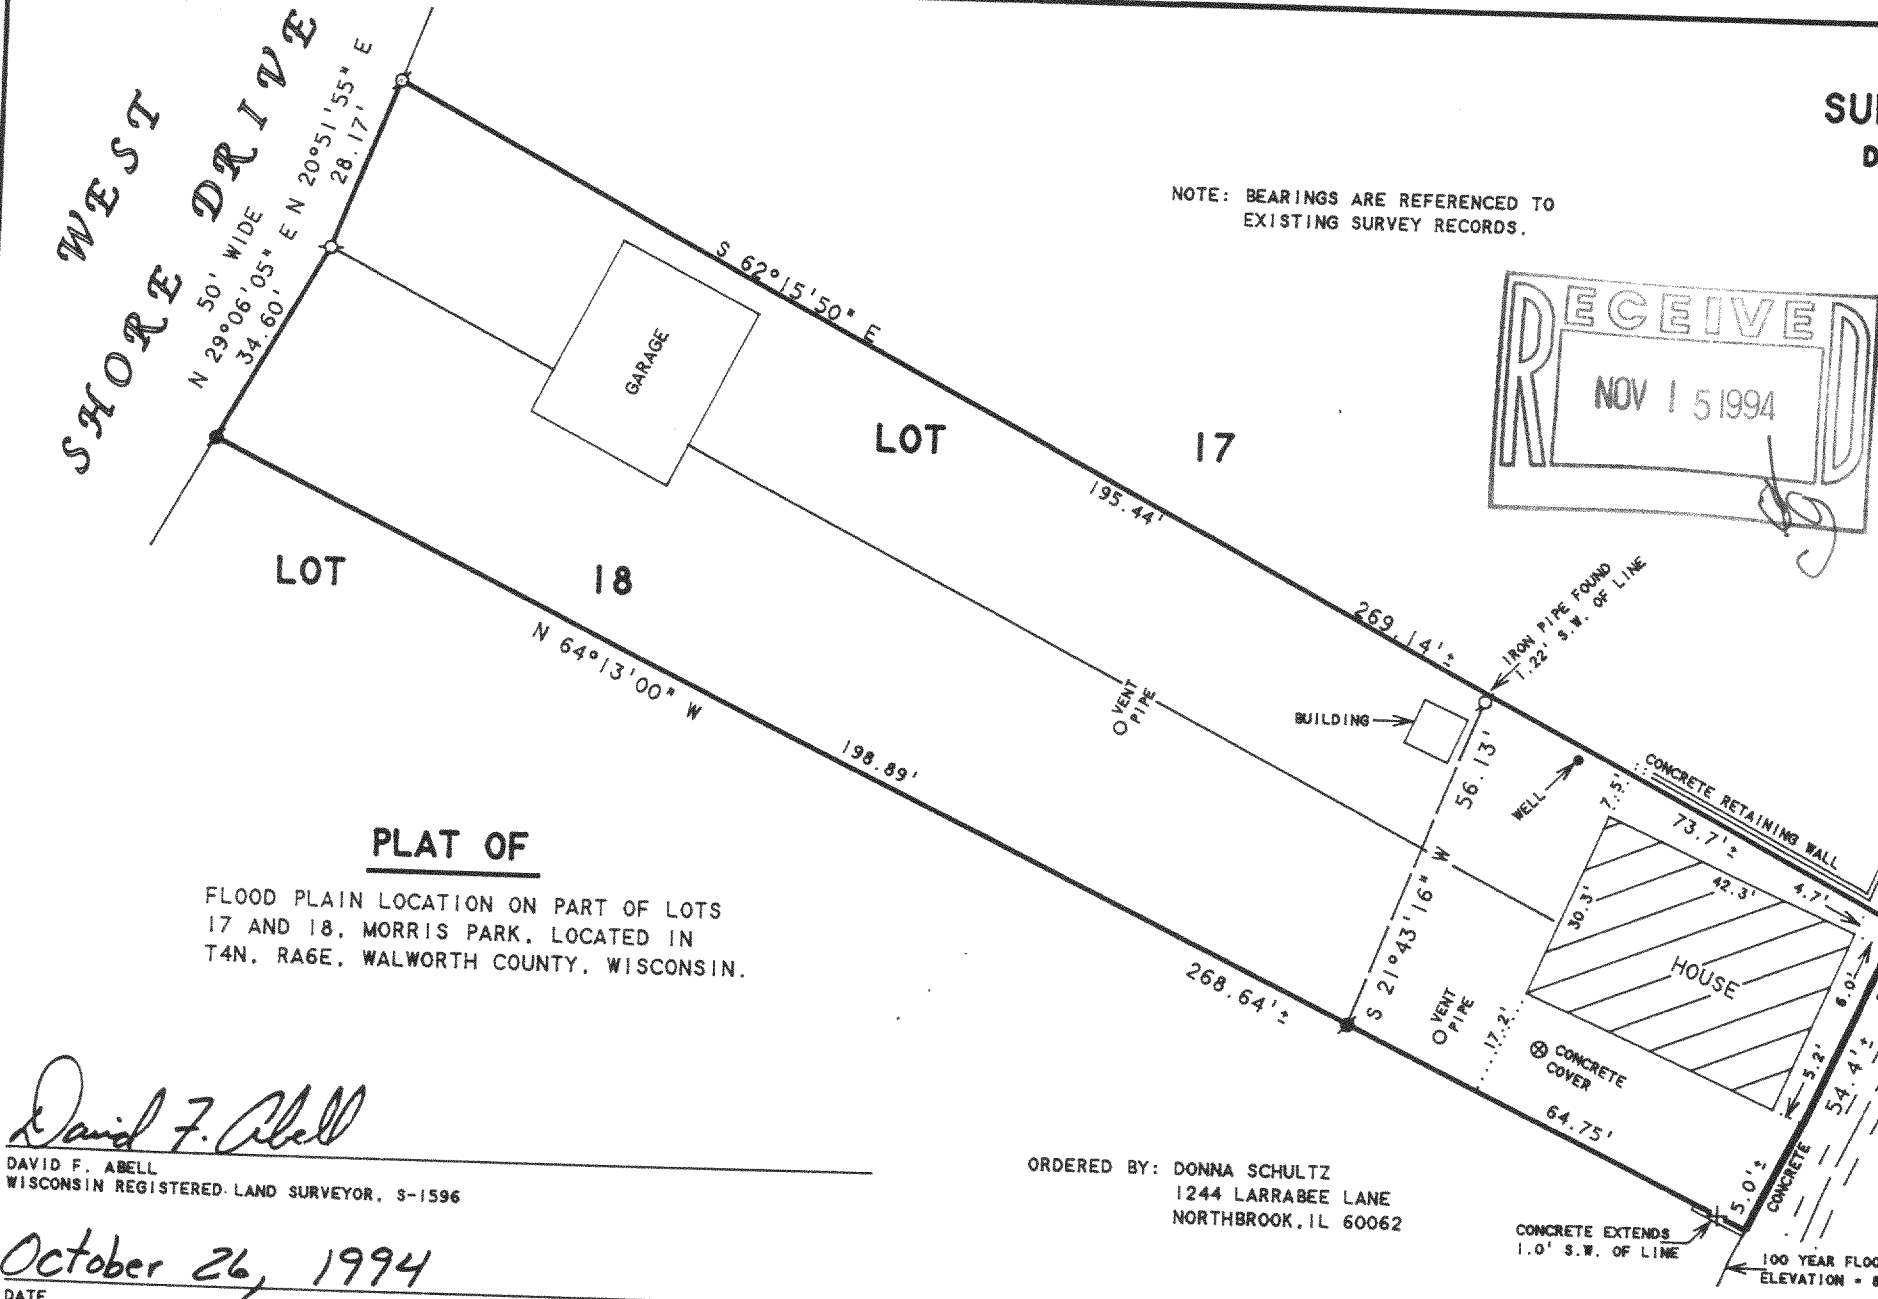 WEST
SHORE DRIVE
50' WIDE
N 29°06'05" E
34.60'
N 20°51'55" E
28.17'
S 62°15'50" E
GARAGE
NOTE: BEARINGS ARE REFERENCED TO
EXISTING SURVEY RECORDS.
RECEIVED
NOV 15 1994
LOT 17
195.44'
LOT 18
N 64°13'00" W
198.89'
269.14'±
IRON PIPE FOUND
1.22' S.W. OF LINE
VENT
PIPE
BUILDING
56.13'
S 21°43'16" W
WELL
7.5'
CONCRETE RETAINING WALL
73.7'±
42.3'
4.7'
30.3'
HOUSE
6.0'
5.2'
54.4'±
268.64'±
VENT
PIPE
17.2'
CONCRETE
COVER
64.75'
5.0'±
CONCRETE
PLAT OF
FLOOD PLAIN LOCATION ON PART OF LOTS
17 AND 18, MORRIS PARK, LOCATED IN
T4N, RA6E, WALWORTH COUNTY, WISCONSIN.
David F. Abell
DAVID F. ABELL
WISCONSIN REGISTERED LAND SURVEYOR, S-1596
October 26, 1994
DATE
ORDERED BY: DONNA SCHULTZ
1244 LARRABEE LANE
NORTHBROOK, IL 60062
CONCRETE EXTENDS
1.0' S.W. OF LINE
100 YEAR
ELEVATION =